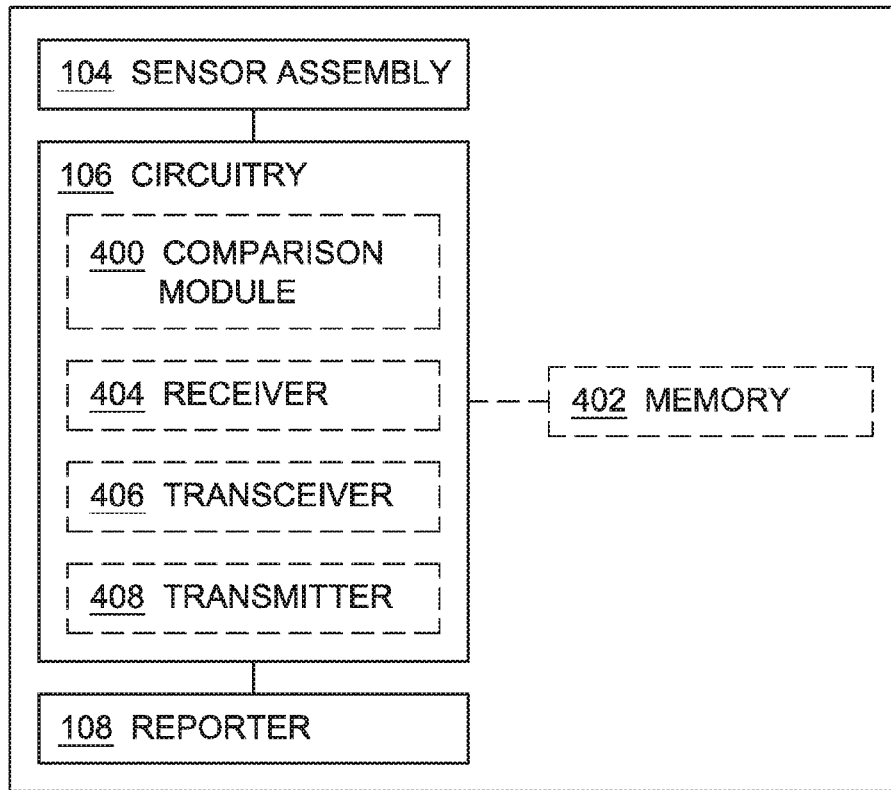 104 SENSOR ASSEMBLY
106 CIRCUITRY
400 COMPARISON
MODULE
404 RECEIVER
402 MEMORY
406 TRANSCEIVER
408 TRANSMITTER
108 REPORTER